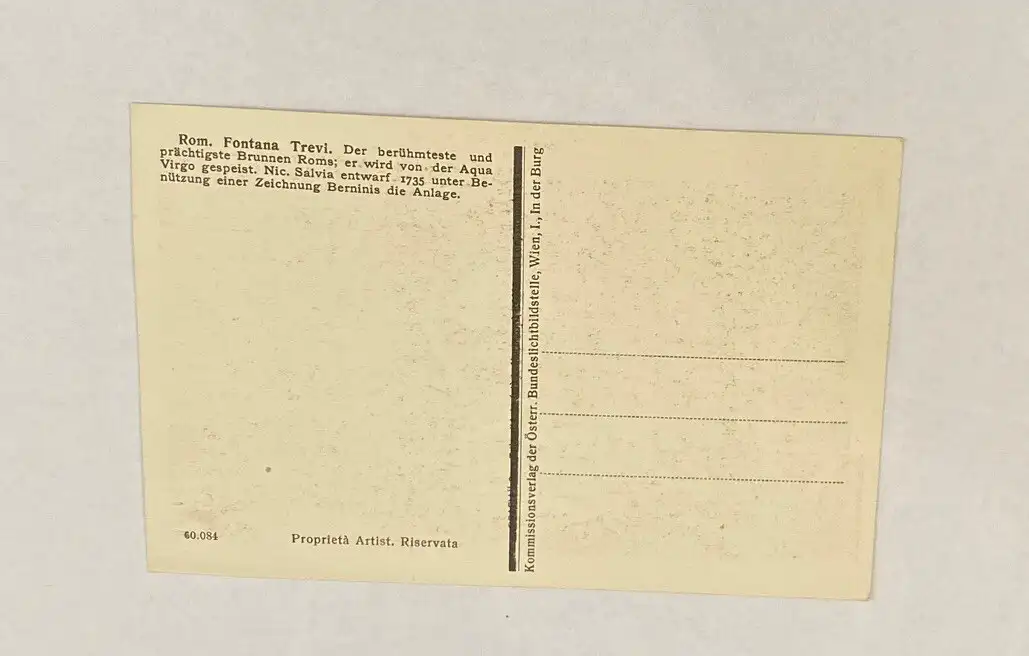 Rom. Fontana Trevi. Der berühmteste und
prächtigste Brunnen Roms; er wird von der Aqua
Virgo gespeist. Nic. Salvia entwarf 1735 unter Be-
nützung einer Zeichnung Berninis die Anlage.
60.084
Proprietà Artist. Riservata
Kommissionsverlag der Österr. Bundeslichtbildstelle, Wien, I., In der Burg